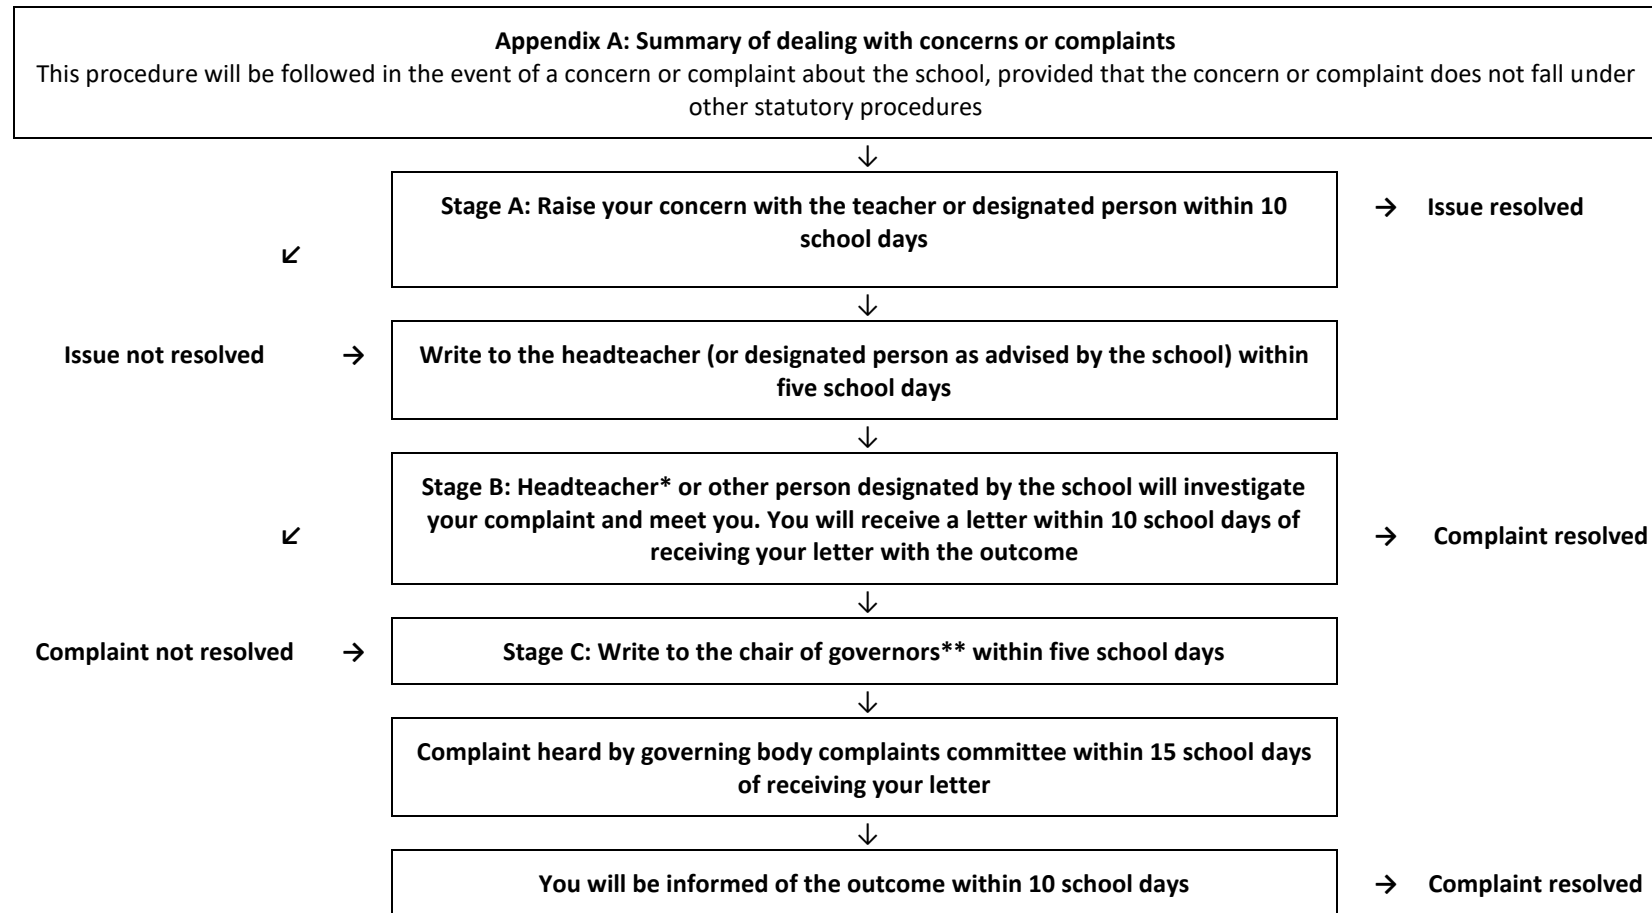 Appendix A: Summary of dealing with concerns or complaints
This procedure will be followed in the event of a concern or complaint about the school, provided that the concern or complaint does not fall under
other statutory procedures
↓
Stage A: Raise your concern with the teacher or designated person within 10
school days
→ Issue resolved
↙
↓
Issue not resolved →
Write to the headteacher (or designated person as advised by the school) within
five school days
↓
Stage B: Headteacher* or other person designated by the school will investigate
your complaint and meet you. You will receive a letter within 10 school days of
receiving your letter with the outcome
↙
→ Complaint resolved
↓
Complaint not resolved →
Stage C: Write to the chair of governors** within five school days
↓
Complaint heard by governing body complaints committee within 15 school days
of receiving your letter
↓
You will be informed of the outcome within 10 school days
→ Complaint resolved